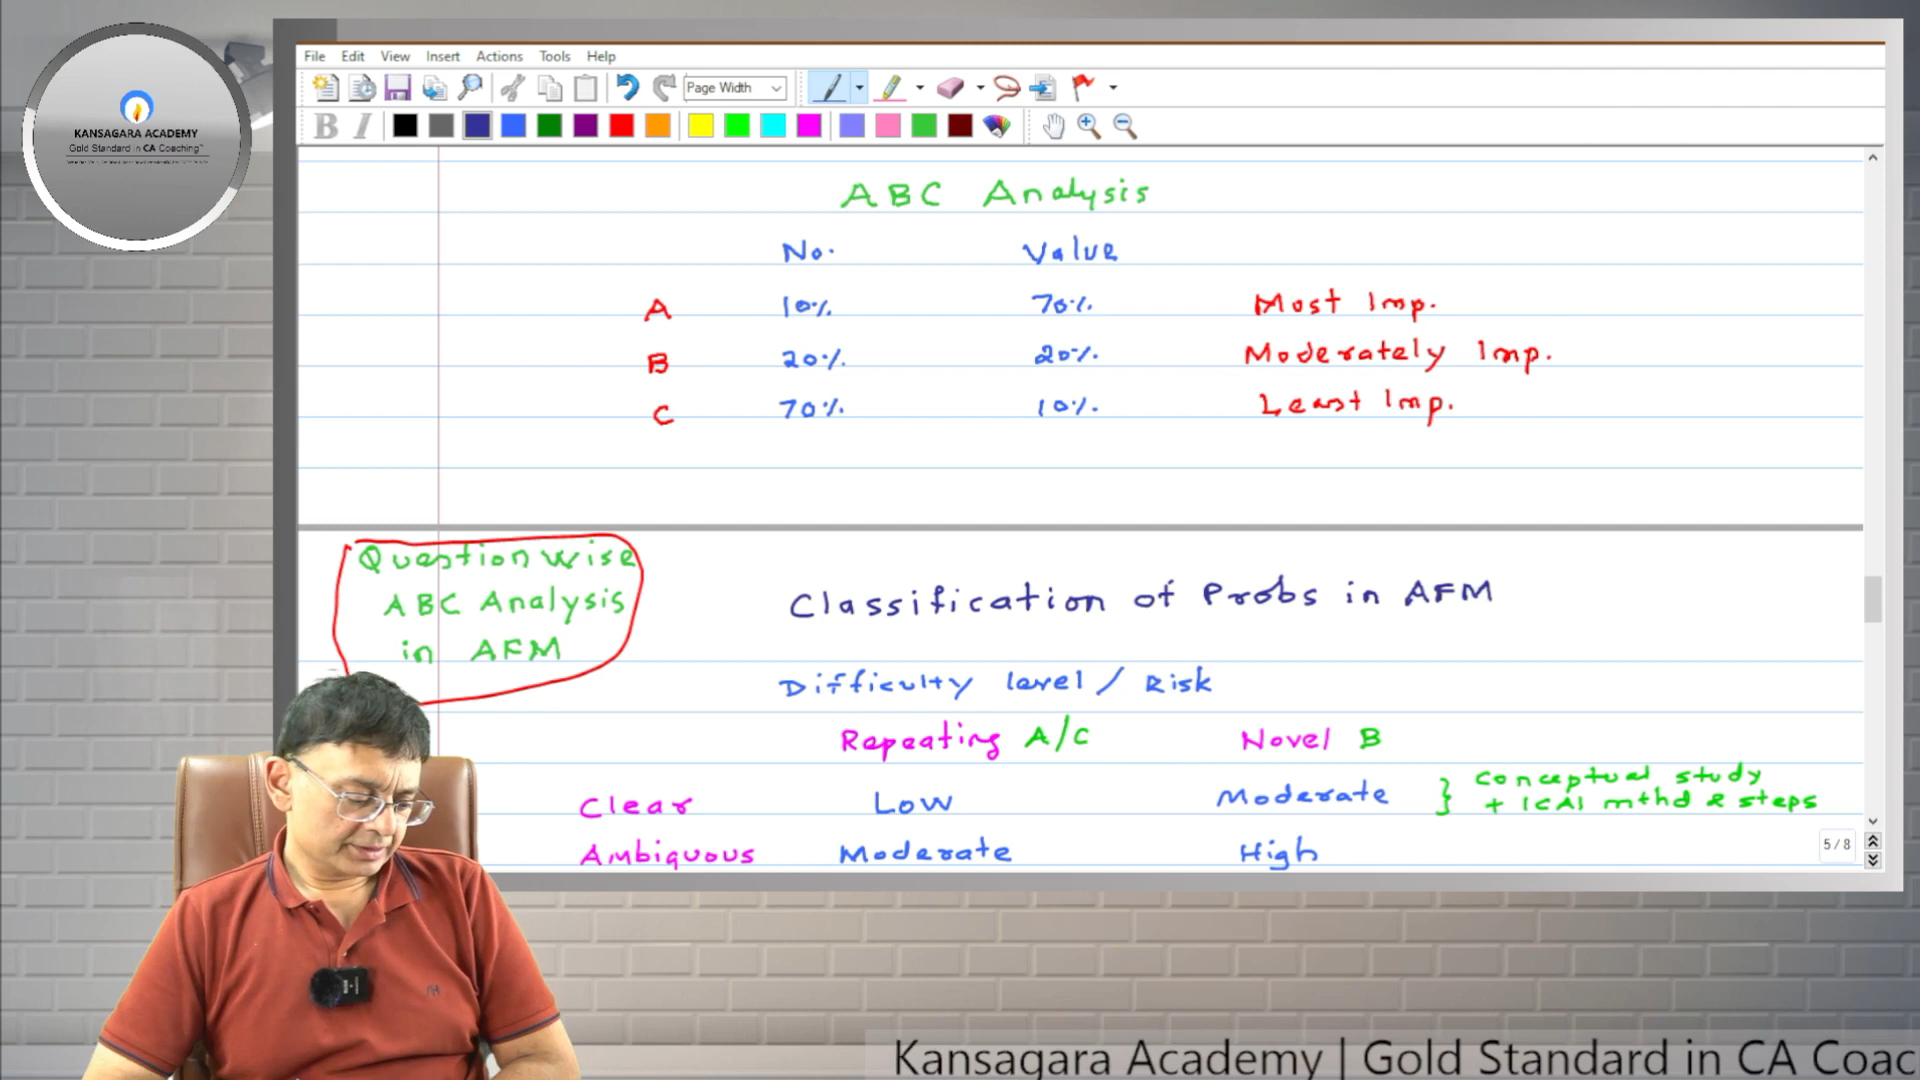 KANSAGARA ACADEMY
Gold Standard in CA Coaching™
File Edit View Insert Actions Tools Help
Page Width
B I
ABC Analysis
No. Value
A 10% 70% Most Imp.
B 20% 20% Moderately Imp.
C 70% 10% Least Imp.
Question wise
ABC Analysis
in AFM
Classification of Probs in AFM
Difficulty level / Risk
Repeating A/C Novel B
Clear Low Moderate } Conceptual study
+ ICAI mthd & steps
Ambiguous Moderate High
5 / 8
Kansagara Academy | Gold Standard in CA Coac